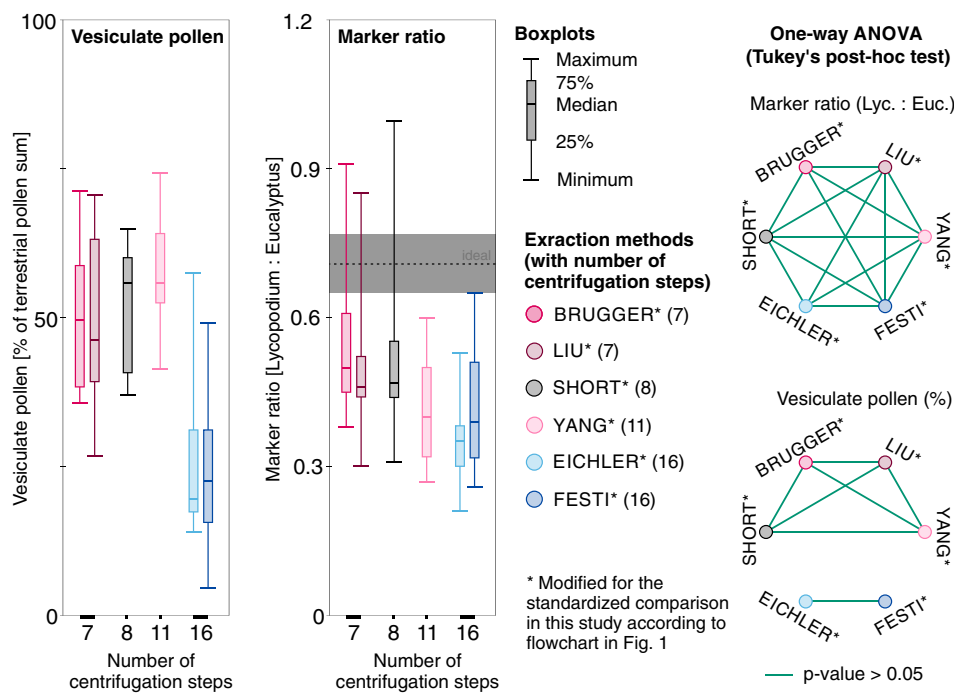 Vesiculate pollen
100
50
0
Vesiculate pollen [% of terrestrial pollen sum]
7
8
11
16
Number of
centrifugation steps
Marker ratio
1.2
0.9
0.6
0.3
0
Marker ratio [Lycopodium : Eucalyptus]
ideal
7
8
11
16
Number of
centrifugation steps
Boxplots
Maximum
75%
Median
25%
Minimum
Exraction methods
(with number of
centrifugation steps)
BRUGGER* (7)
LIU* (7)
SHORT* (8)
YANG* (11)
EICHLER* (16)
FESTI* (16)
* Modified for the
standardized comparison
in this study according to
flowchart in Fig. 1
One-way ANOVA
(Tukey's post-hoc test)
Marker ratio (Lyc. : Euc.)
BRUGGER*
LIU*
SHORT*
YANG*
EICHLER*
FESTI*
Vesiculate pollen (%)
BRUGGER*
LIU*
SHORT*
YANG*
EICHLER*
FESTI*
p-value > 0.05